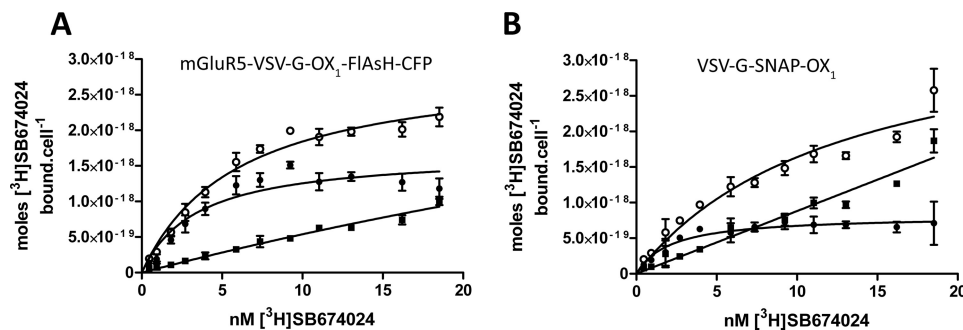 A
mGluR5-VSV-G-OX₁-FlAsH-CFP
moles [³H]SB674024
bound.cell⁻¹
3.0×10⁻¹⁸
2.5×10⁻¹⁸
2.0×10⁻¹⁸
1.5×10⁻¹⁸
1.0×10⁻¹⁸
5.0×10⁻¹⁹
0
0 5 10 15 20
nM [³H]SB674024
B
VSV-G-SNAP-OX₁
moles [³H]SB674024
bound.cell⁻¹
3.0×10⁻¹⁸
2.5×10⁻¹⁸
2.0×10⁻¹⁸
1.5×10⁻¹⁸
1.0×10⁻¹⁸
5.0×10⁻¹⁹
0
0 5 10 15 20
nM [³H]SB674024